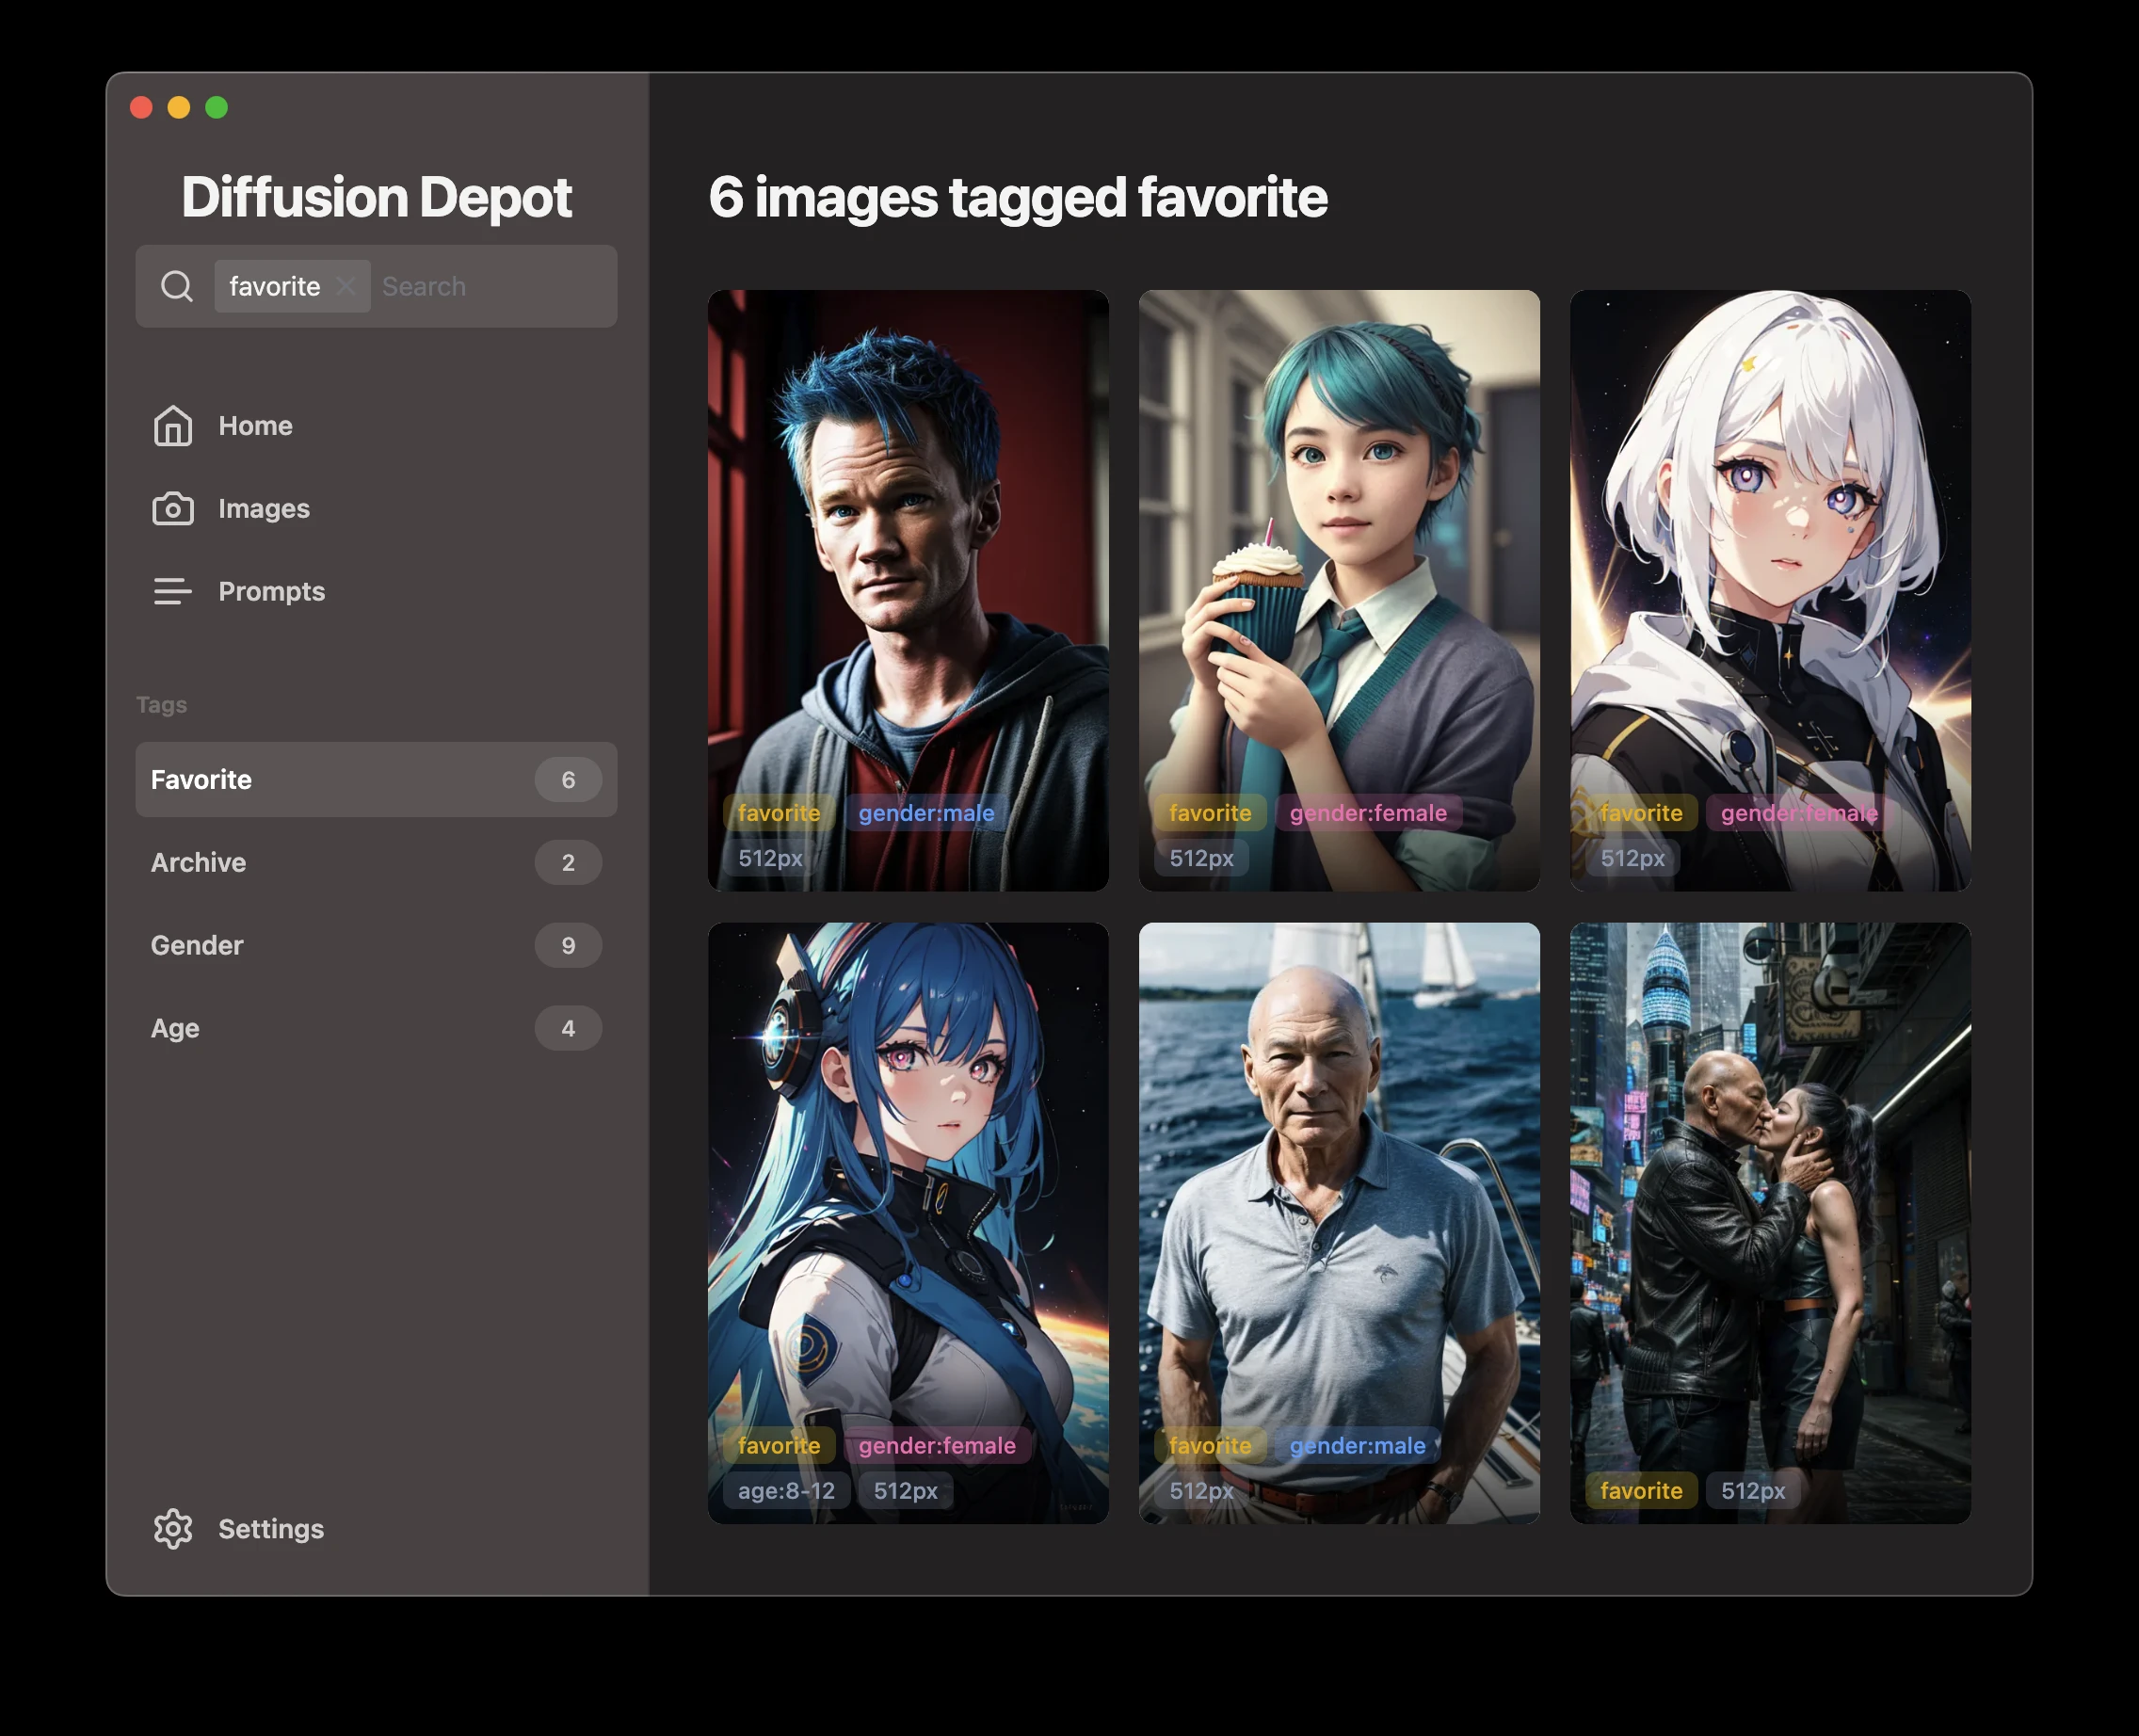 Diffusion Depot
favorite Search
Home
Images
Prompts
Tags
Favorite 6
Archive 2
Gender 9
Age 4
Settings
6 images tagged favorite
favorite gender:male
512px
favorite gender:female
512px
favorite gender:female
512px
favorite gender:female
age:8-12 512px
favorite gender:male
512px
favorite 512px